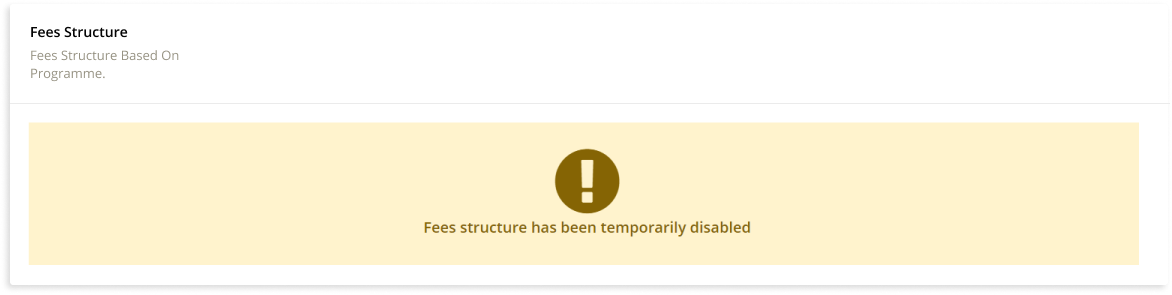 Fees Structure
Fees Structure Based On
Programme.
Fees structure has been temporarily disabled